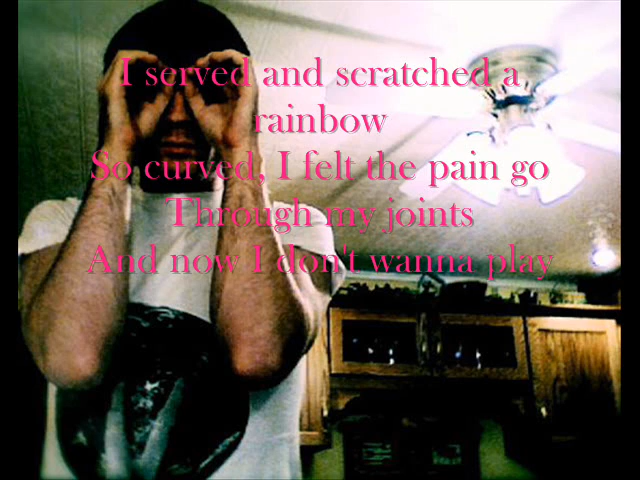 I served and scratched a
rainbow
So curved, I felt the pain go
Through my joints
And now I don't wanna play